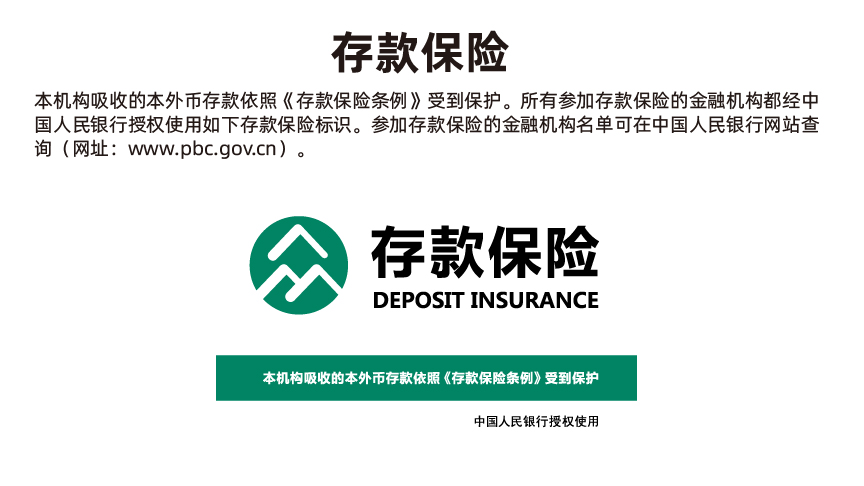 存款保险
本机构吸收的本外币存款依照《存款保险条例》受到保护。所有参加存款保险的金融机构都经中
国人民银行授权使用如下存款保险标识。参加存款保险的金融机构名单可在中国人民银行网站查
询（网址：www.pbc.gov.cn）。
存款保险
DEPOSIT INSURANCE
本机构吸收的本外币存款依照《存款保险条例》受到保护
中国人民银行授权使用